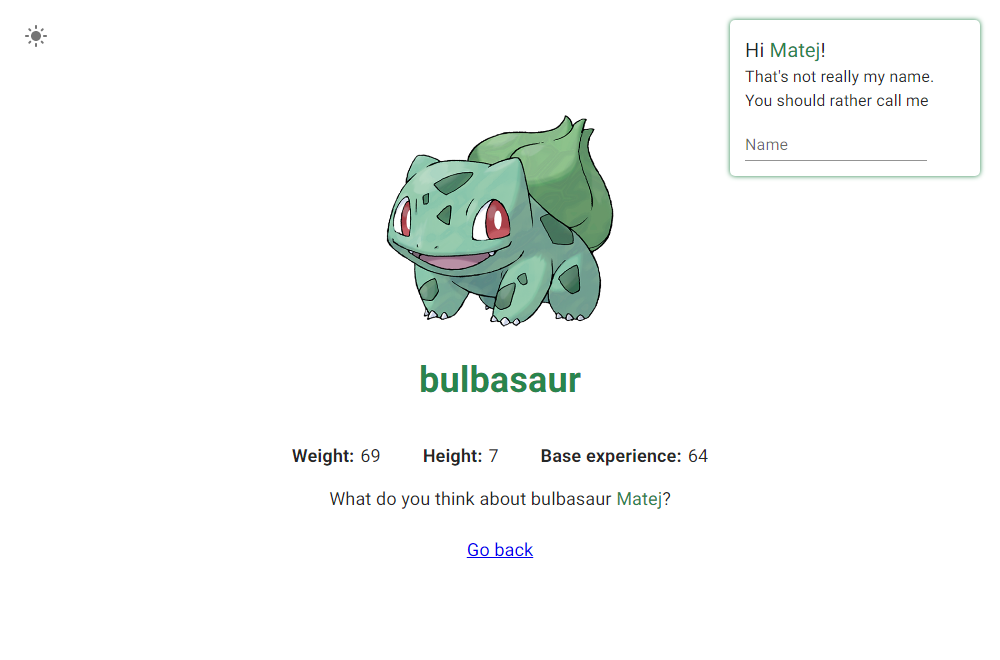 Hi Matej!
That's not really my name.
You should rather call me
Name
bulbasaur
Weight: 69 Height: 7 Base experience: 64
What do you think about bulbasaur Matej?
Go back